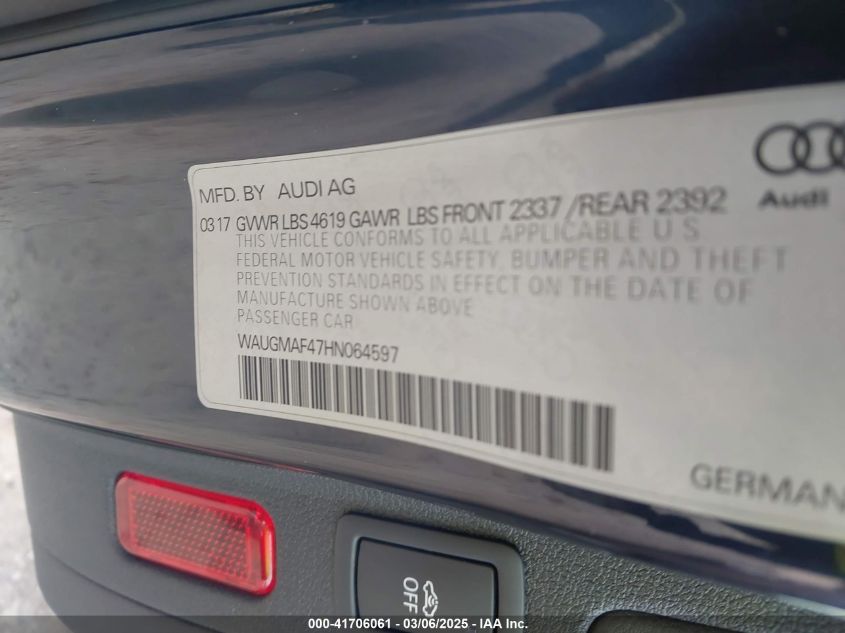 Audi
MFD. BY AUDI AG
03 17 GVWR LBS 4619 GAWR LBS FRONT 2337 / REAR 2392
THIS VEHICLE CONFORMS TO ALL APPLICABLE U S
FEDERAL MOTOR VEHICLE SAFETY, BUMPER AND THEFT
PREVENTION STANDARDS IN EFFECT ON THE DATE OF
MANUFACTURE SHOWN ABOVE
PASSENGER CAR
WAUGMAF47HN064597
GERMAN
OFF
000-41706061 - 03/06/2025 - IAAI.COM